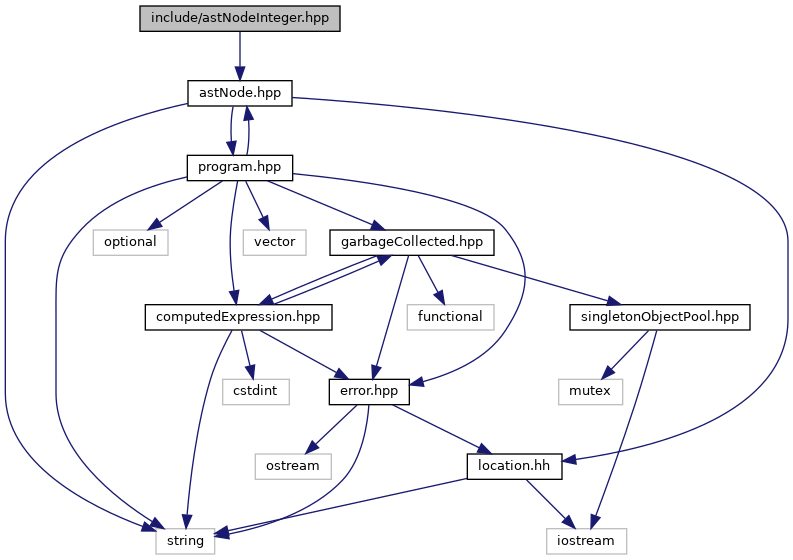 include/astNodeInteger.hpp
astNode.hpp
program.hpp
optional
vector
garbageCollected.hpp
computedExpression.hpp
functional
singletonObjectPool.hpp
cstdint
error.hpp
mutex
ostream
location.hh
string
iostream